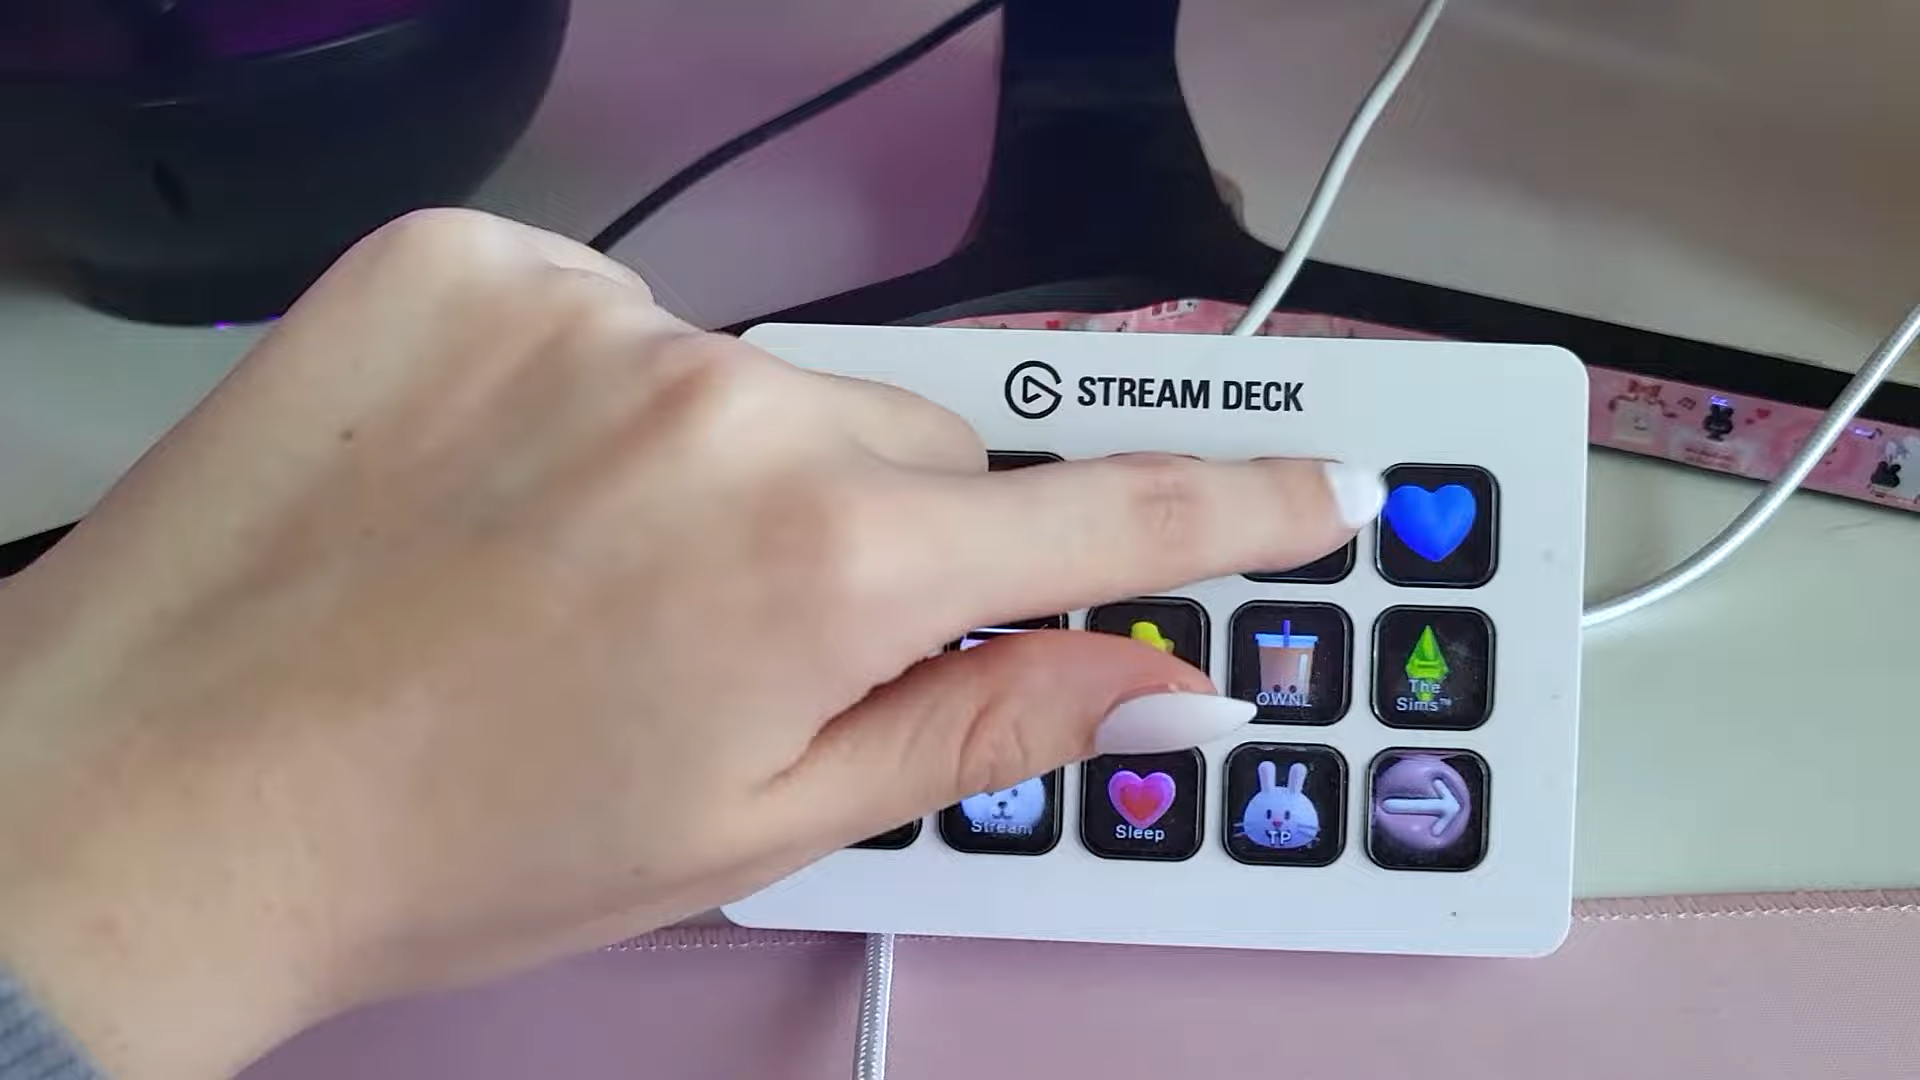 STREAM DECK
OWNL
The
Sims™
Stream
Sleep
TP